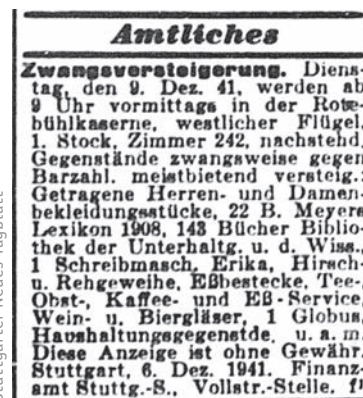 Amtliches
Zwangsversteigerung. Diens-
tag, den 9. Dez. 41, werden ab
9 Uhr vormittags in der Rote-
bühlkaserne, westlicher Flügel,
1. Stock, Zimmer 242, nachstehd.
Gegenstände zwangsweise gegen
Barzahl. meistbietend versteig.:
Getragene Herren- und Damen-
bekleidungsstücke, 22 B. Meyers
Lexikon 1908, 143 Bücher Biblio-
thek der Unterhaltg. u. d. Wiss.,
1 Schreibmasch. Erika, Hirsch-
u. Rehgeweihe, Eßbestecke, Tee-,
Obst-, Kaffee- und Eß-Service,
Wein- u. Biergläser, 1 Globus,
Haushaltungsgegenstde. u. a. m.
Diese Anzeige ist ohne Gewähr.
Stuttgart, 6. Dez. 1941. Finanz-
amt Stuttg.-S., Vollstr.-Stelle.
Stuttgarter Neues Tagblatt